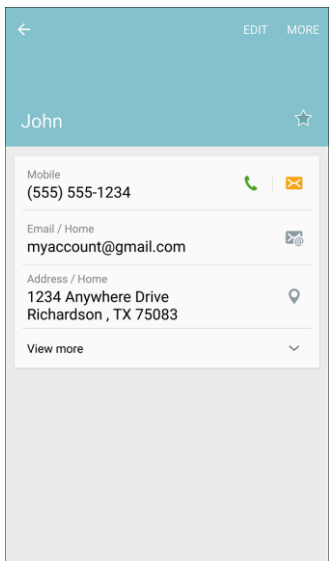 EDIT MORE
John
Mobile
(555) 555-1234
Email / Home
myaccount@gmail.com
Address / Home
1234 Anywhere Drive
Richardson , TX 75083
View more